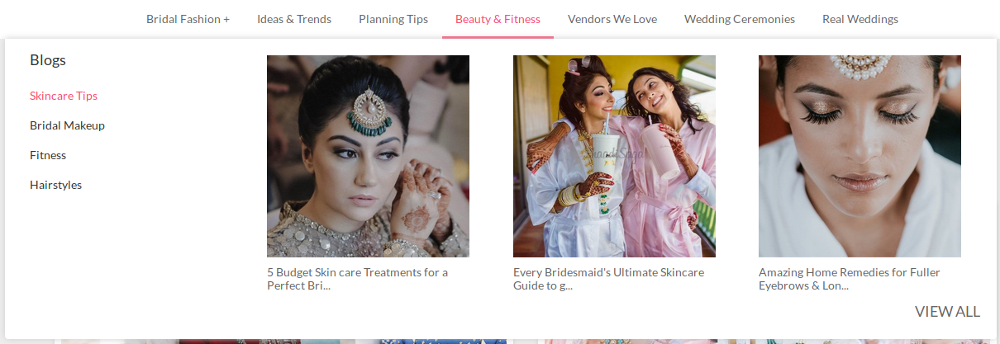 Bridal Fashion +
Ideas & Trends
Planning Tips
Beauty & Fitness
Vendors We Love
Wedding Ceremonies
Real Weddings
Blogs
Skincare Tips
Bridal Makeup
Fitness
Hairstyles
ShaadiSaga
5 Budget Skin care Treatments for a
Perfect Bri...
Every Bridesmaid's Ultimate Skincare
Guide to g...
Amazing Home Remedies for Fuller
Eyebrows & Lon...
VIEW ALL